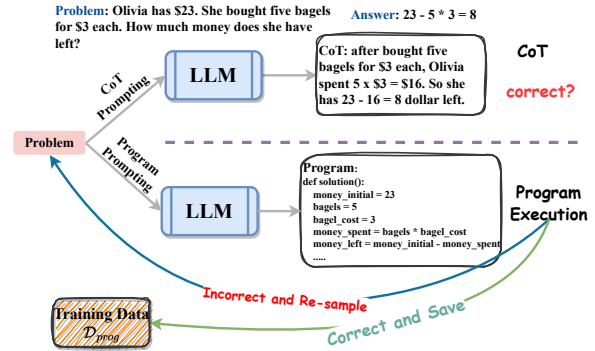 Problem: Olivia has $23. She bought five bagels
for $3 each. How much money does she have
left?
Answer: 23 - 5 * 3 = 8
CoT
Prompting
LLM
CoT: after bought five
bagels for $3 each, Olivia
spent 5 x $3 = $16. So she
has 23 - 16 = 8 dollar left.
CoT
correct?
Problem
Program
Prompting
LLM
Program:
def solution():
money_initial = 23
bagels = 5
bagel_cost = 3
money_spent = bagels * bagel_cost
money_left = money_initial - money_spent
.....
Program
Execution
Incorrect and Re-sample
Correct and Save
Training Data
𝒟prog